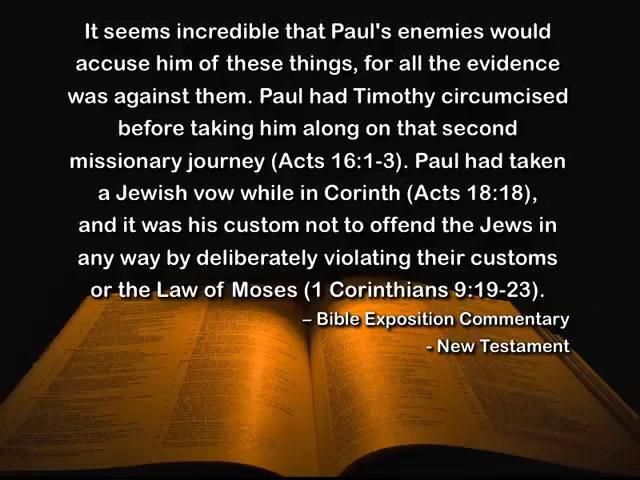 It seems incredible that Paul's enemies would
accuse him of these things, for all the evidence
was against them. Paul had Timothy circumcised
before taking him along on that second
missionary journey (Acts 16:1-3). Paul had taken
a Jewish vow while in Corinth (Acts 18:18),
and it was his custom not to offend the Jews in
any way by deliberately violating their customs
or the Law of Moses (1 Corinthians 9:19-23).
– Bible Exposition Commentary
- New Testament